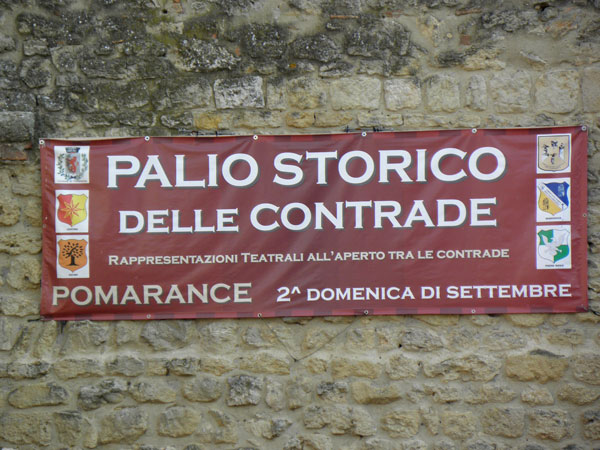 PALIO STORICO
DELLE CONTRADE
RAPPRESENTAZIONI TEATRALI ALL'APERTO TRA LE CONTRADE
POMARANCE 2^ DOMENICA DI SETTEMBRE